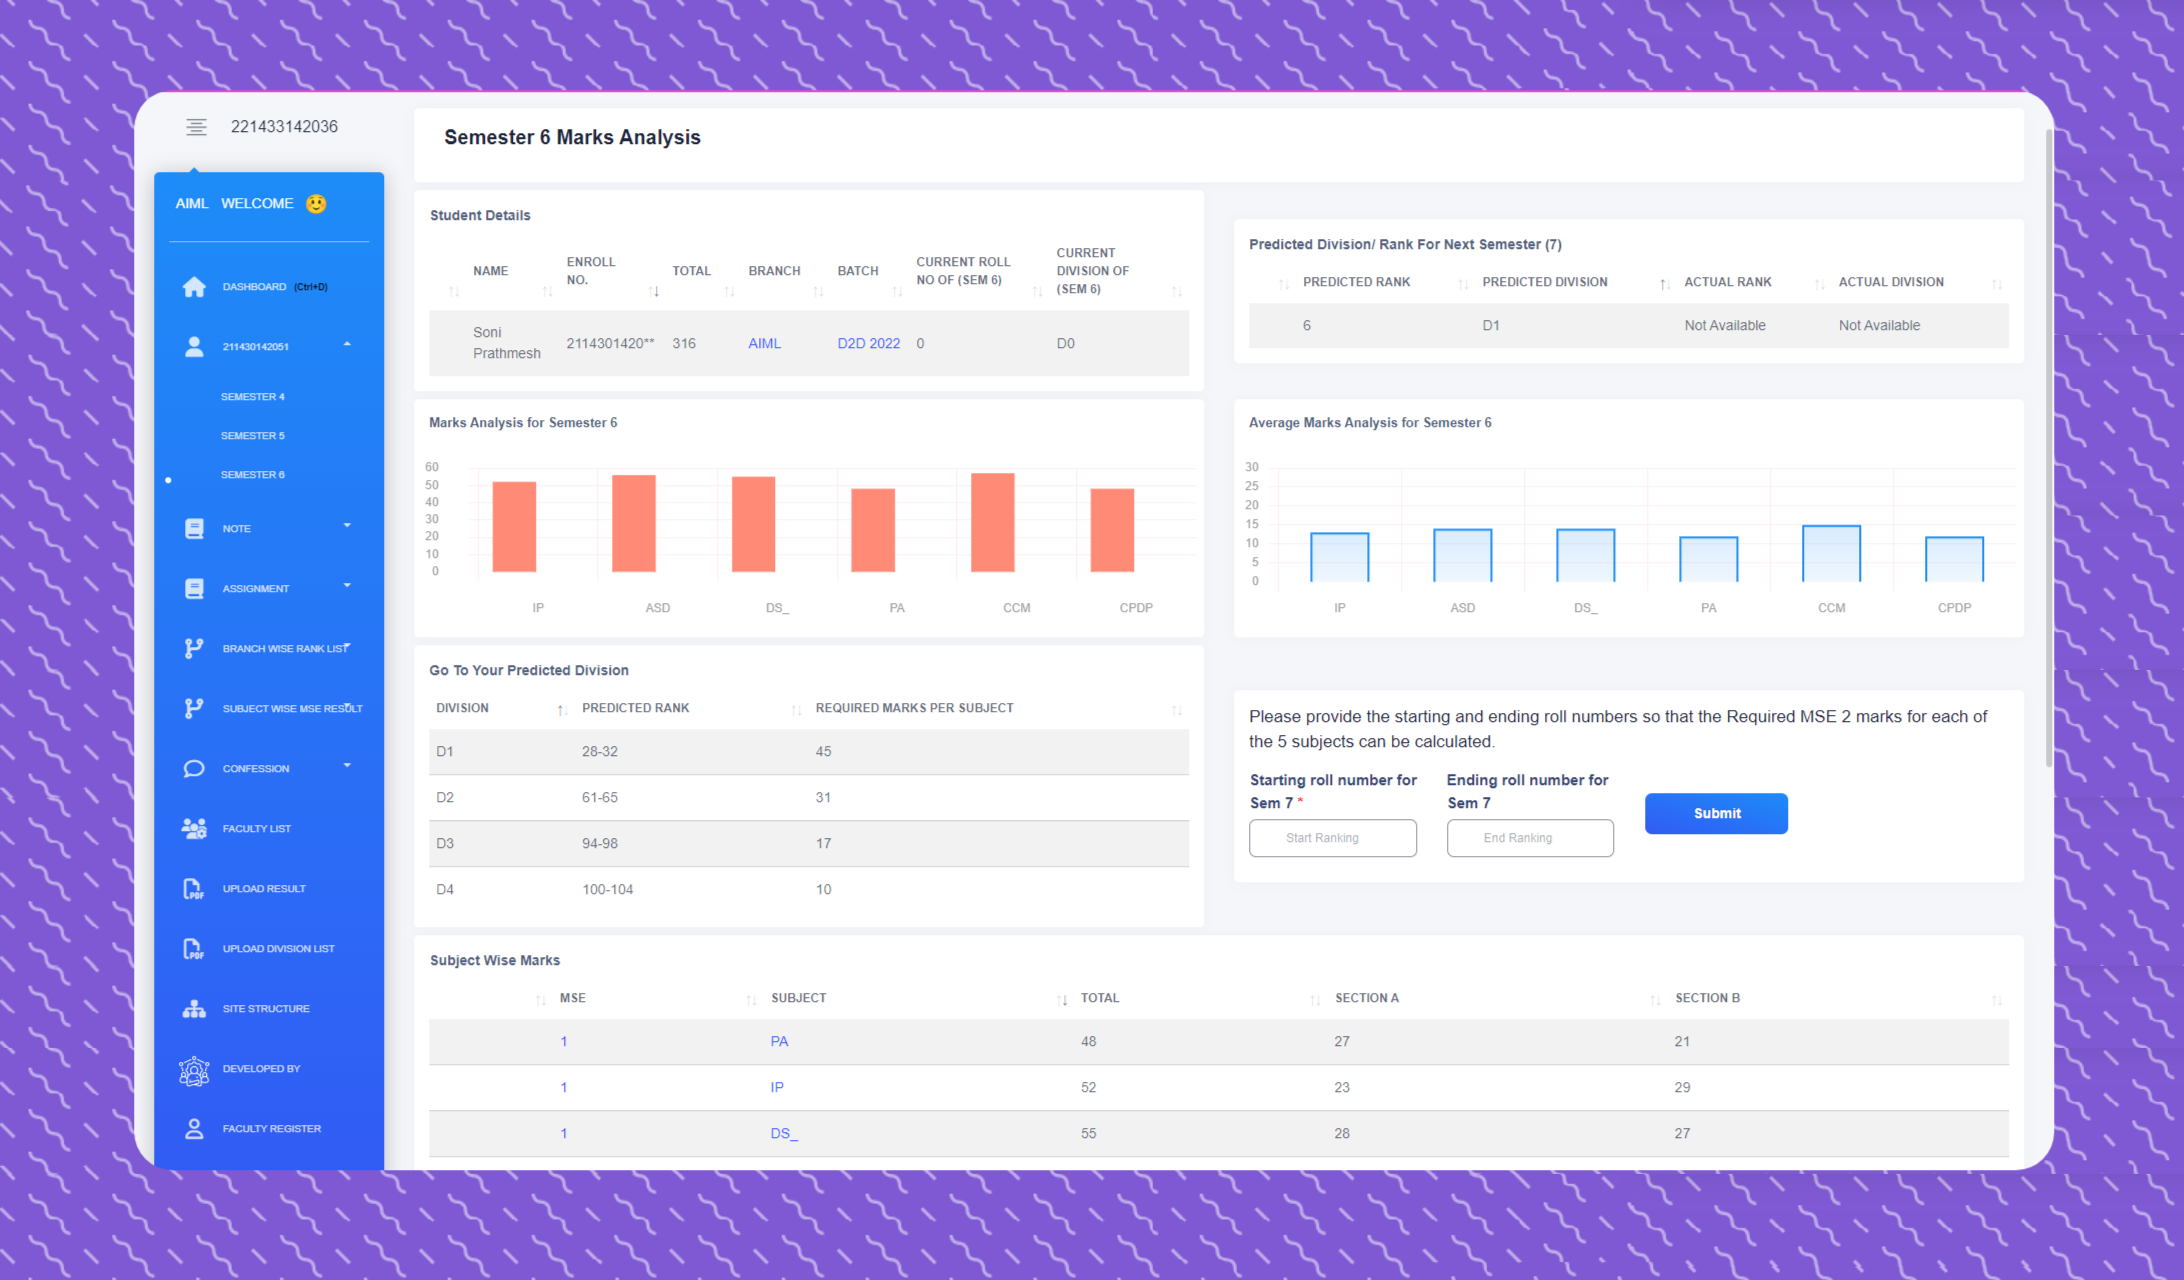 221433142036
AIML WELCOME
DASHBOARD (Ctrl+D)
211430142051
SEMESTER 4
SEMESTER 5
SEMESTER 6
NOTE
ASSIGNMENT
BRANCH WISE RANK LIST
SUBJECT WISE MSE RESULT
CONFESSION
FACULTY LIST
UPLOAD RESULT
UPLOAD DIVISION LIST
SITE STRUCTURE
DEVELOPED BY
FACULTY REGISTER
Semester 6 Marks Analysis
Student Details
NAME ENROLL NO. TOTAL BRANCH BATCH CURRENT ROLL NO OF (SEM 6) CURRENT DIVISION OF (SEM 6)
Soni Prathmesh 2114301420** 316 AIML D2D 2022 0 D0
Predicted Division/ Rank For Next Semester (7)
PREDICTED RANK PREDICTED DIVISION ACTUAL RANK ACTUAL DIVISION
6 D1 Not Available Not Available
Marks Analysis for Semester 6
60
50
40
30
20
10
0
IP ASD DS_ PA CCM CPDP
Average Marks Analysis for Semester 6
30
25
20
15
10
5
0
IP ASD DS_ PA CCM CPDP
Go To Your Predicted Division
DIVISION PREDICTED RANK REQUIRED MARKS PER SUBJECT
D1 28-32 45
D2 61-65 31
D3 94-98 17
D4 100-104 10
Please provide the starting and ending roll numbers so that the Required MSE 2 marks for each of
the 5 subjects can be calculated.
Starting roll number for Sem 7 *
Start Ranking
Ending roll number for Sem 7
End Ranking
Submit
Subject Wise Marks
MSE SUBJECT TOTAL SECTION A SECTION B
1 PA 48 27 21
1 IP 52 23 29
1 DS_ 55 28 27